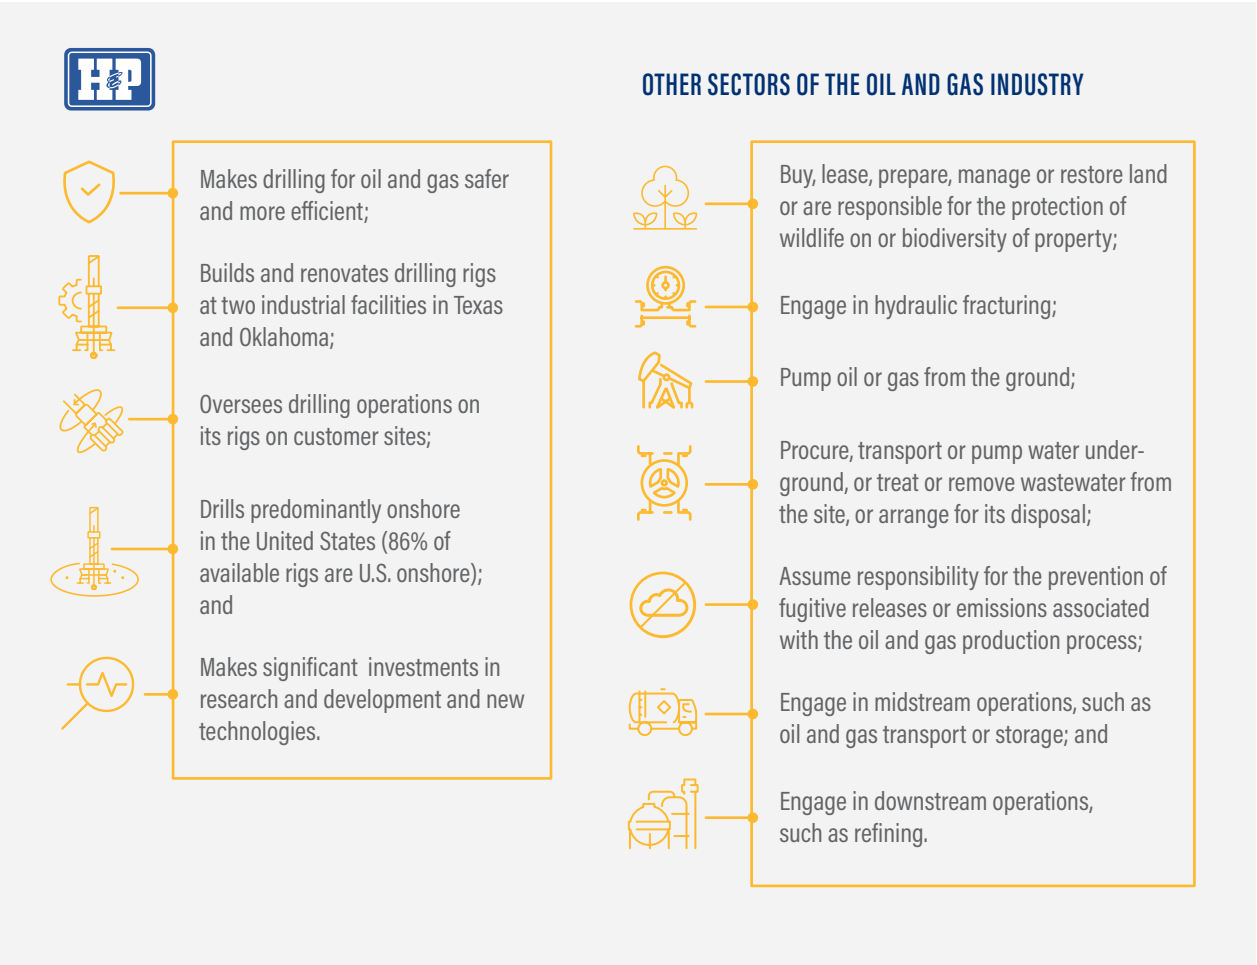 H&P
Makes drilling for oil and gas safer
and more efficient;
Builds and renovates drilling rigs
at two industrial facilities in Texas
and Oklahoma;
Oversees drilling operations on
its rigs on customer sites;
Drills predominantly onshore
in the United States (86% of
available rigs are U.S. onshore);
and
Makes significant  investments in
research and development and new
technologies.
OTHER SECTORS OF THE OIL AND GAS INDUSTRY
Buy, lease, prepare, manage or restore land
or are responsible for the protection of
wildlife on or biodiversity of property;
Engage in hydraulic fracturing;
Pump oil or gas from the ground;
Procure, transport or pump water under-
ground, or treat or remove wastewater from
the site, or arrange for its disposal;
Assume responsibility for the prevention of
fugitive releases or emissions associated
with the oil and gas production process;
Engage in midstream operations, such as
oil and gas transport or storage; and
Engage in downstream operations,
such as refining.